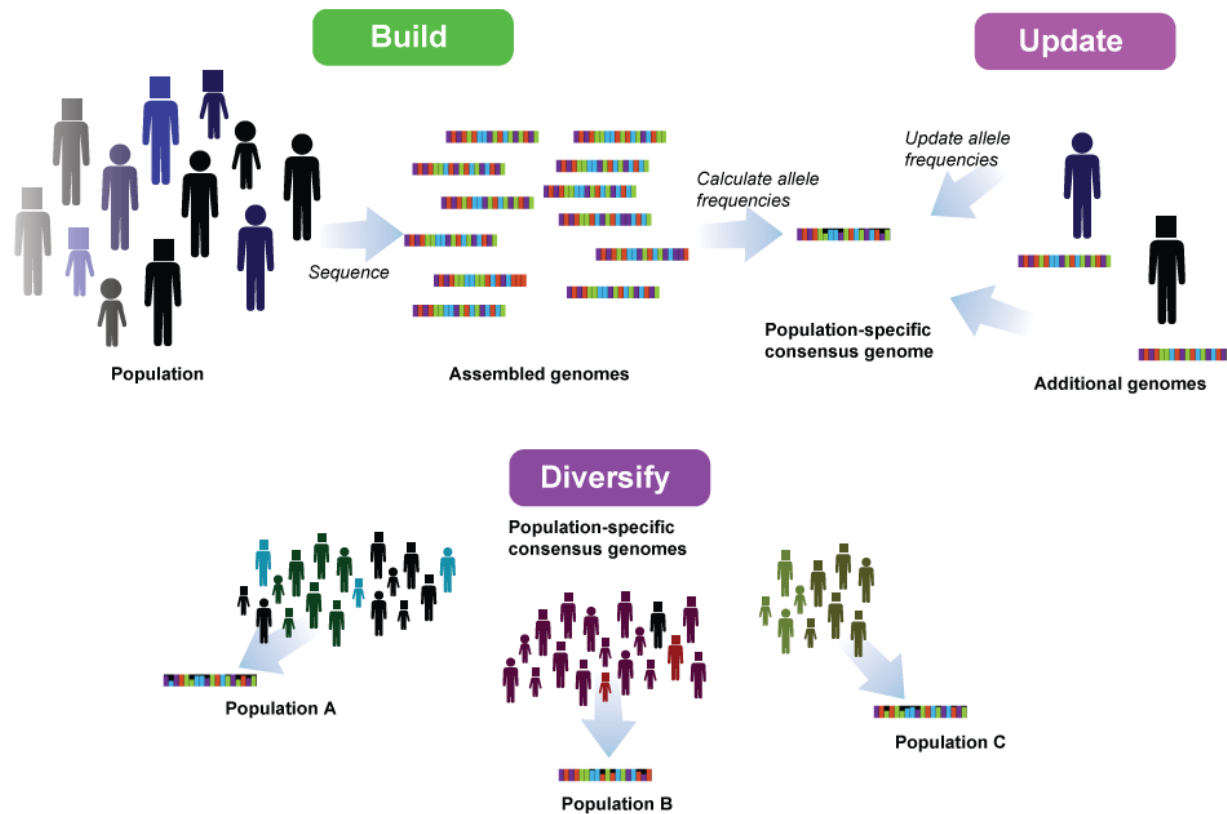 Build
Update
Update allele
frequencies
Calculate allele
frequencies
Sequence
Population-specific
consensus genome
Population
Assembled genomes
Additional genomes
Diversify
Population-specific
consensus genomes
Population A
Population B
Population C